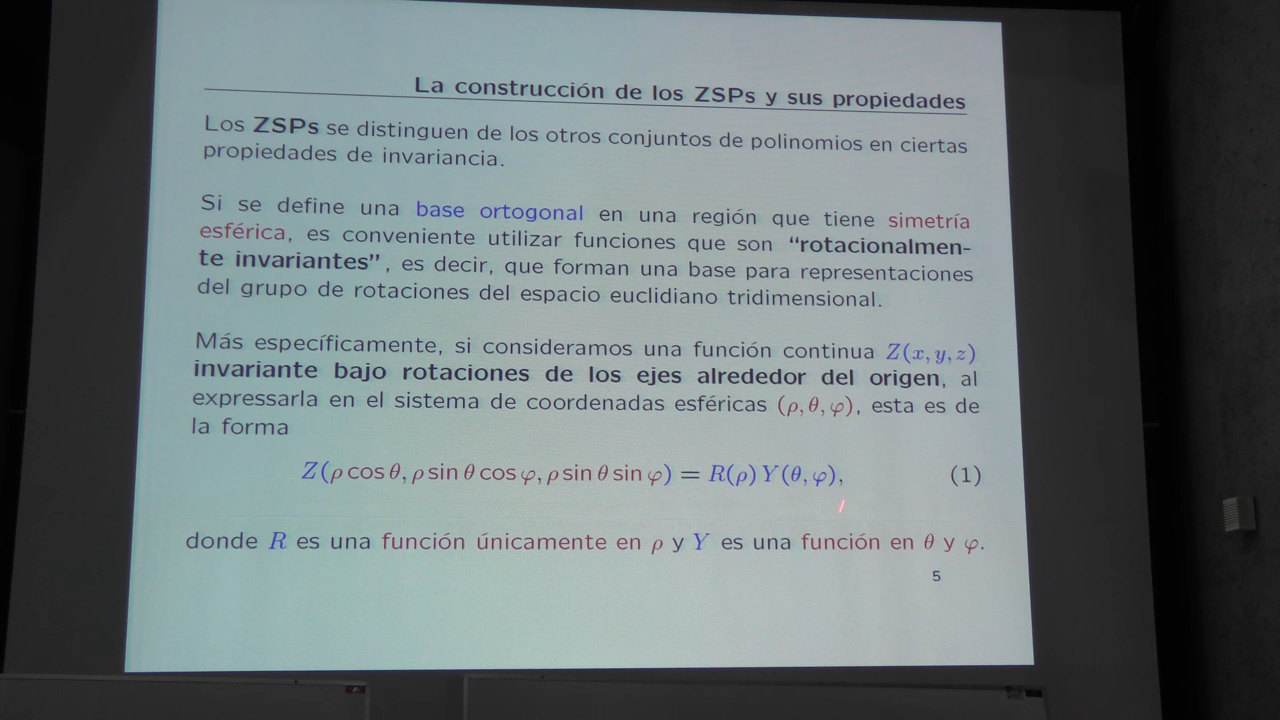 La construcción de los ZSPs y sus propiedades
Los ZSPs se distinguen de los otros conjuntos de polinomios en ciertas
propiedades de invariancia.
Si se define una base ortogonal en una región que tiene simetría
esférica, es conveniente utilizar funciones que son “rotacionalmen-
te invariantes”, es decir, que forman una base para representaciones
del grupo de rotaciones del espacio euclidiano tridimensional.
Más específicamente, si consideramos una función continua Z(x, y, z)
invariante bajo rotaciones de los ejes alrededor del origen, al
expressarla en el sistema de coordenadas esféricas (ρ, θ, φ), esta es de
la forma
Z(ρ cos θ, ρ sin θ cos φ, ρ sin θ sin φ) = R(ρ) Y(θ, φ), (1)
donde R es una función únicamente en ρ y Y es una función en θ y φ.
5